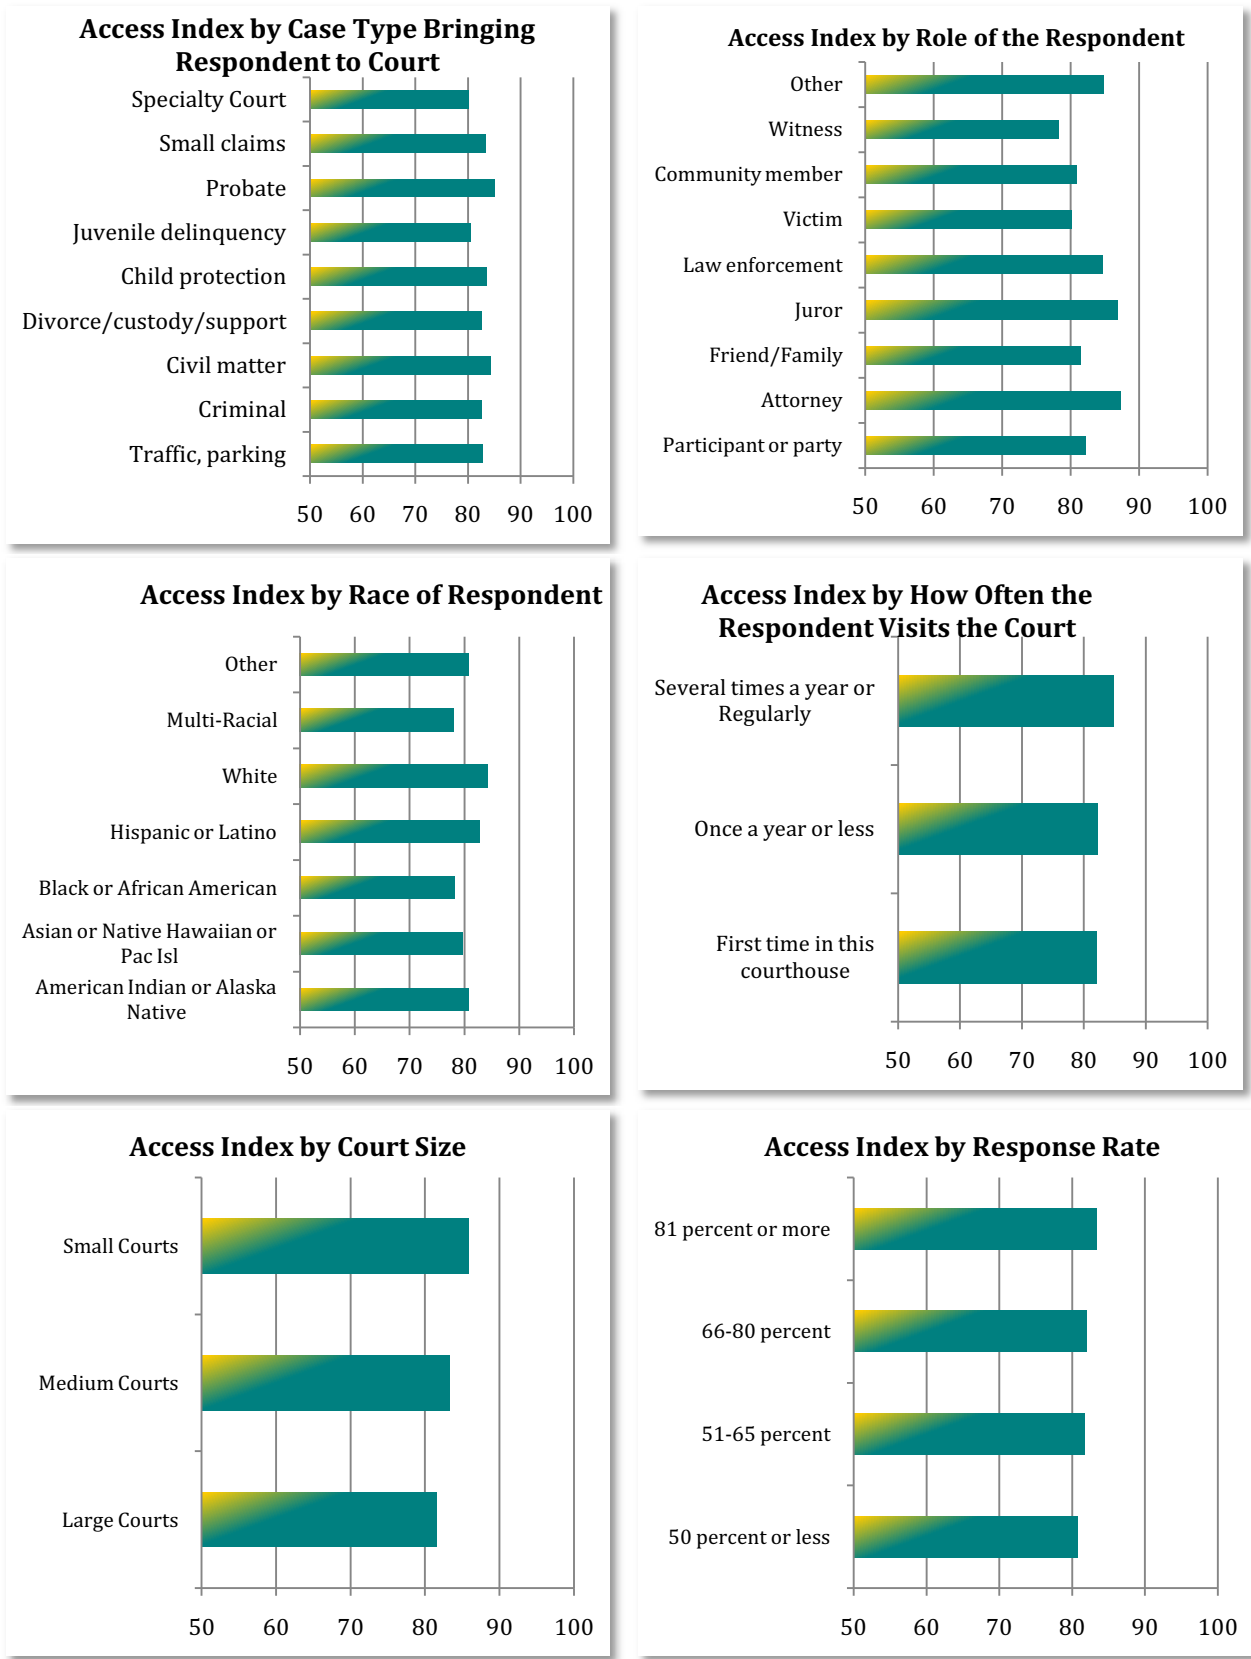 Access Index by Case Type Bringing
Respondent to Court
Specialty Court
Small claims
Probate
Juvenile delinquency
Child protection
Divorce/custody/support
Civil matter
Criminal
Traffic, parking
50 60 70 80 90 100
Access Index by Role of the Respondent
Other
Witness
Community member
Victim
Law enforcement
Juror
Friend/Family
Attorney
Participant or party
50 60 70 80 90 100
Access Index by Race of Respondent
Other
Multi-Racial
White
Hispanic or Latino
Black or African American
Asian or Native Hawaiian or
Pac Isl
American Indian or Alaska
Native
50 60 70 80 90 100
Access Index by How Often the
Respondent Visits the Court
Several times a year or
Regularly
Once a year or less
First time in this
courthouse
50 60 70 80 90 100
Access Index by Court Size
Small Courts
Medium Courts
Large Courts
50 60 70 80 90 100
Access Index by Response Rate
81 percent or more
66-80 percent
51-65 percent
50 percent or less
50 60 70 80 90 100